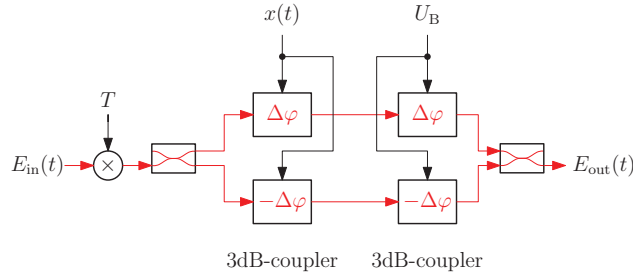 x(t) U_B
T
Δφ Δφ
E_in(t) × E_out(t)
−Δφ −Δφ
3dB-coupler 3dB-coupler